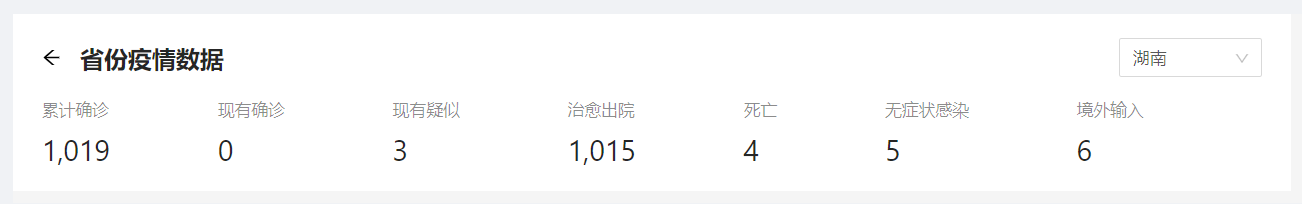 省份疫情数据
湖南
累计确诊 现有确诊 现有疑似 治愈出院 死亡 无症状感染 境外输入
1,019 0 3 1,015 4 5 6